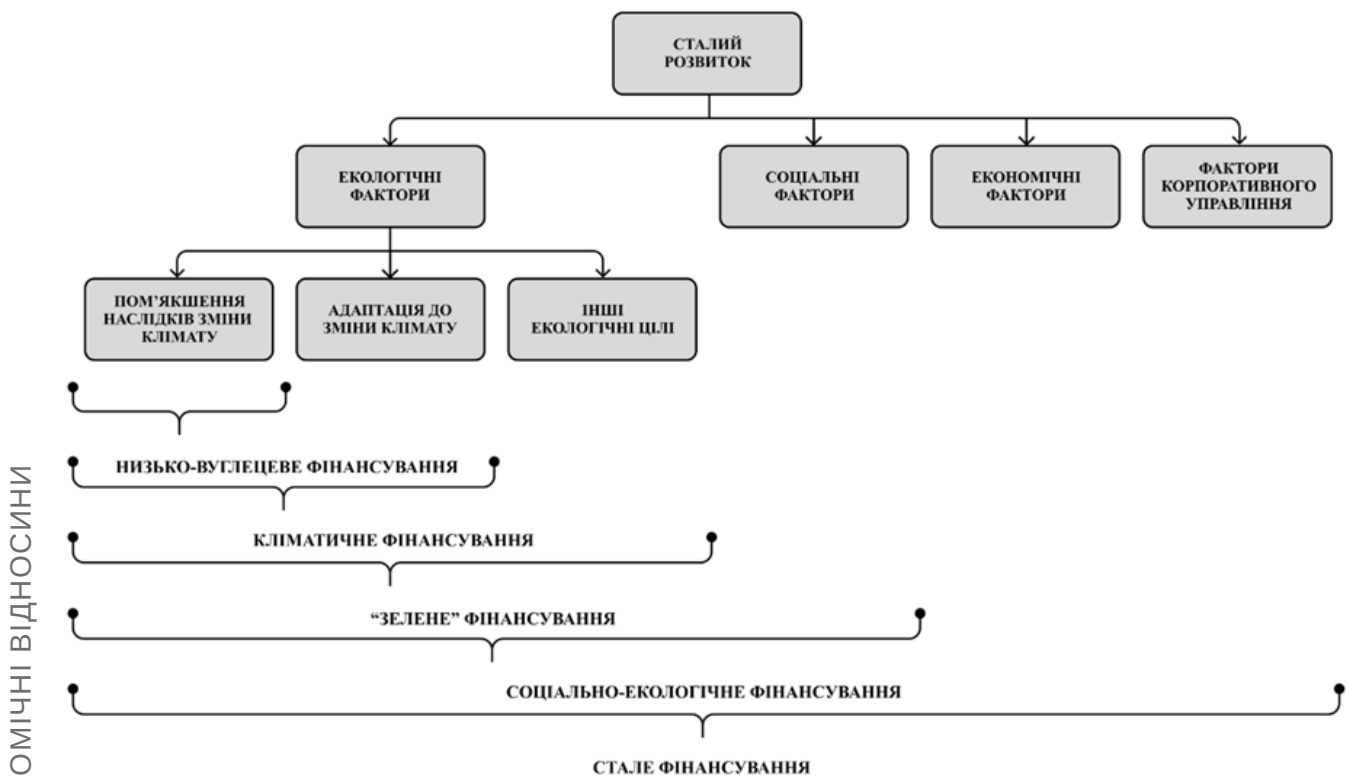 СТАЛИЙ
РОЗВИТОК
ЕКОЛОГІЧНІ
ФАКТОРИ
СОЦІАЛЬНІ
ФАКТОРИ
ЕКОНОМІЧНІ
ФАКТОРИ
ФАКТОРИ
КОРПОРАТИВНОГО
УПРАВЛІННЯ
ПОМ’ЯКШЕННЯ
НАСЛІДКІВ ЗМІНИ
КЛІМАТУ
АДАПТАЦІЯ ДО
ЗМІНИ КЛІМАТУ
ІНШІ
ЕКОЛОГІЧНІ ЦІЛІ
НИЗЬКО-ВУГЛЕЦЕВЕ ФІНАНСУВАННЯ
КЛІМАТИЧНЕ ФІНАНСУВАННЯ
“ЗЕЛЕНЕ” ФІНАНСУВАННЯ
СОЦІАЛЬНО-ЕКОЛОГІЧНЕ ФІНАНСУВАННЯ
СТАЛЕ ФІНАНСУВАННЯ
ОМІЧНІ ВІДНОСИНИ